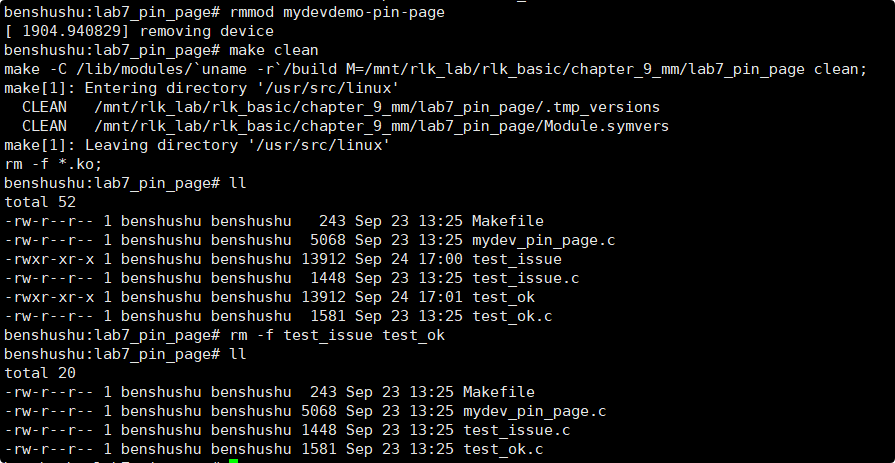 benshushu:lab7_pin_page# rmmod mydevdemo-pin-page
[ 1904.940829] removing device
benshushu:lab7_pin_page# make clean
make -C /lib/modules/`uname -r`/build M=/mnt/rlk_lab/rlk_basic/chapter_9_mm/lab7_pin_page clean;
make[1]: Entering directory '/usr/src/linux'
  CLEAN   /mnt/rlk_lab/rlk_basic/chapter_9_mm/lab7_pin_page/.tmp_versions
  CLEAN   /mnt/rlk_lab/rlk_basic/chapter_9_mm/lab7_pin_page/Module.symvers
make[1]: Leaving directory '/usr/src/linux'
rm -f *.ko;
benshushu:lab7_pin_page# ll
total 52
-rw-r--r-- 1 benshushu benshushu   243 Sep 23 13:25 Makefile
-rw-r--r-- 1 benshushu benshushu  5068 Sep 23 13:25 mydev_pin_page.c
-rwxr-xr-x 1 benshushu benshushu 13912 Sep 24 17:00 test_issue
-rw-r--r-- 1 benshushu benshushu  1448 Sep 23 13:25 test_issue.c
-rwxr-xr-x 1 benshushu benshushu 13912 Sep 24 17:01 test_ok
-rw-r--r-- 1 benshushu benshushu  1581 Sep 23 13:25 test_ok.c
benshushu:lab7_pin_page# rm -f test_issue test_ok
benshushu:lab7_pin_page# ll
total 20
-rw-r--r-- 1 benshushu benshushu  243 Sep 23 13:25 Makefile
-rw-r--r-- 1 benshushu benshushu 5068 Sep 23 13:25 mydev_pin_page.c
-rw-r--r-- 1 benshushu benshushu 1448 Sep 23 13:25 test_issue.c
-rw-r--r-- 1 benshushu benshushu 1581 Sep 23 13:25 test_ok.c